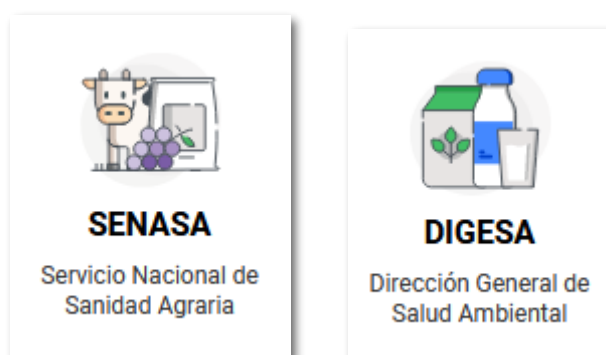 SENASA
Servicio Nacional de
Sanidad Agraria
DIGESA
Dirección General de
Salud Ambiental